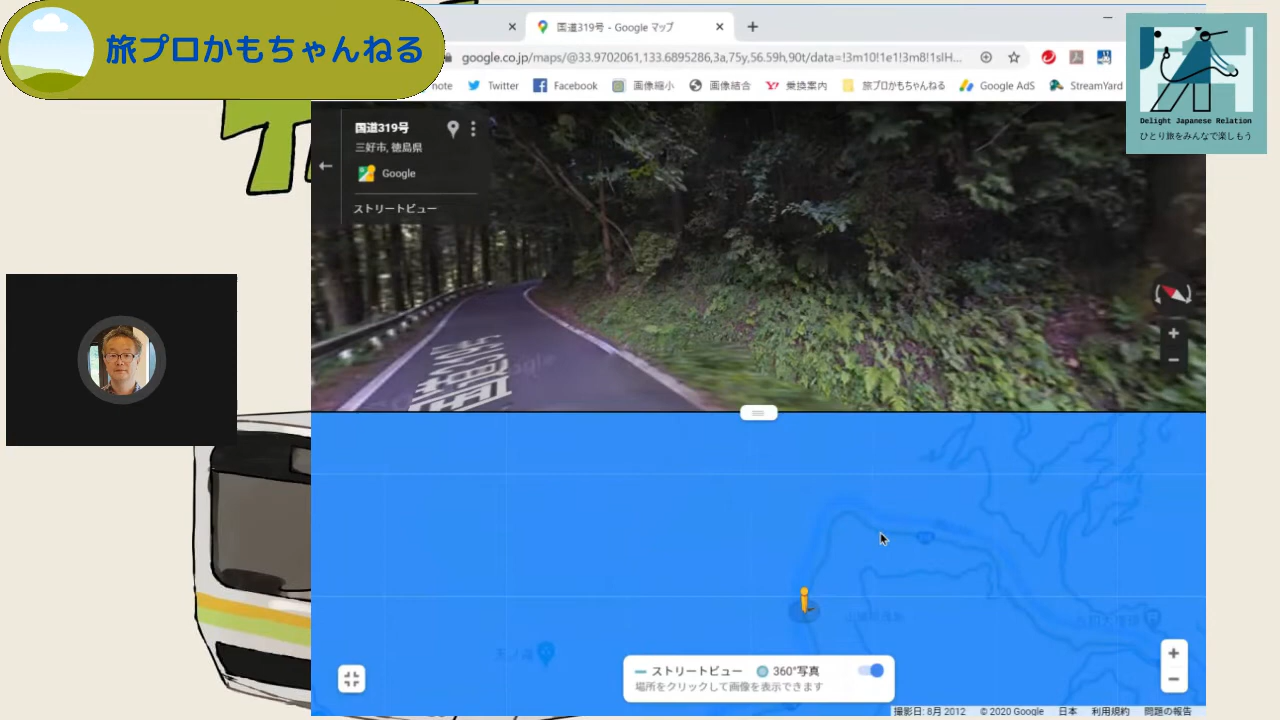 旅プロかもちゃんねる
国道319号 - Google マップ
google.co.jp/maps/@33.9702061,133.6895286,3a,75y,56.59h,90t/data=!3m10!1e1!3m8!1sIH...
note
Twitter
Facebook
画像縮小
画像結合
乗換案内
旅プロかもちゃんねる
Google AdS
StreamYard
Delight Japanese Relation
ひとり旅をみんなで楽しもう
国道319号
三好市, 徳島県
Google
ストリートビュー
ストリートビュー
360°写真
場所をクリックして画像を表示できます
撮影日: 8月 2012
© 2020 Google
日本
利用規約
問題の報告